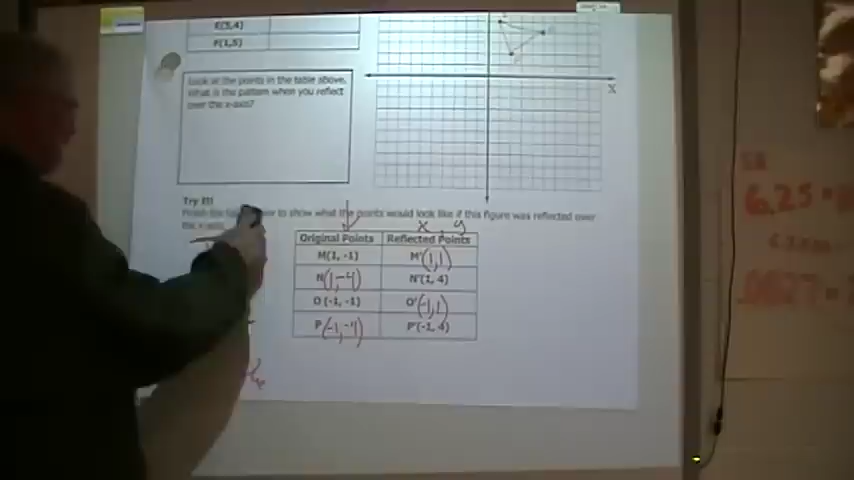 E(3,4)
F(1,5)
Look at the points in the table above.
What is the pattern when you reflect
over the x-axis?
X
Try It!
Finish the to show what the points would look like if this figure was reflected over
the x-axis.
x, y
Original Points Reflected Points
M(1, -1) M'(1,1)
N(1,-4) N'(1, 4)
O (-1, -1) O'(-1,1)
P(-1,-4) P'(-1, 4)
6.25
.0027